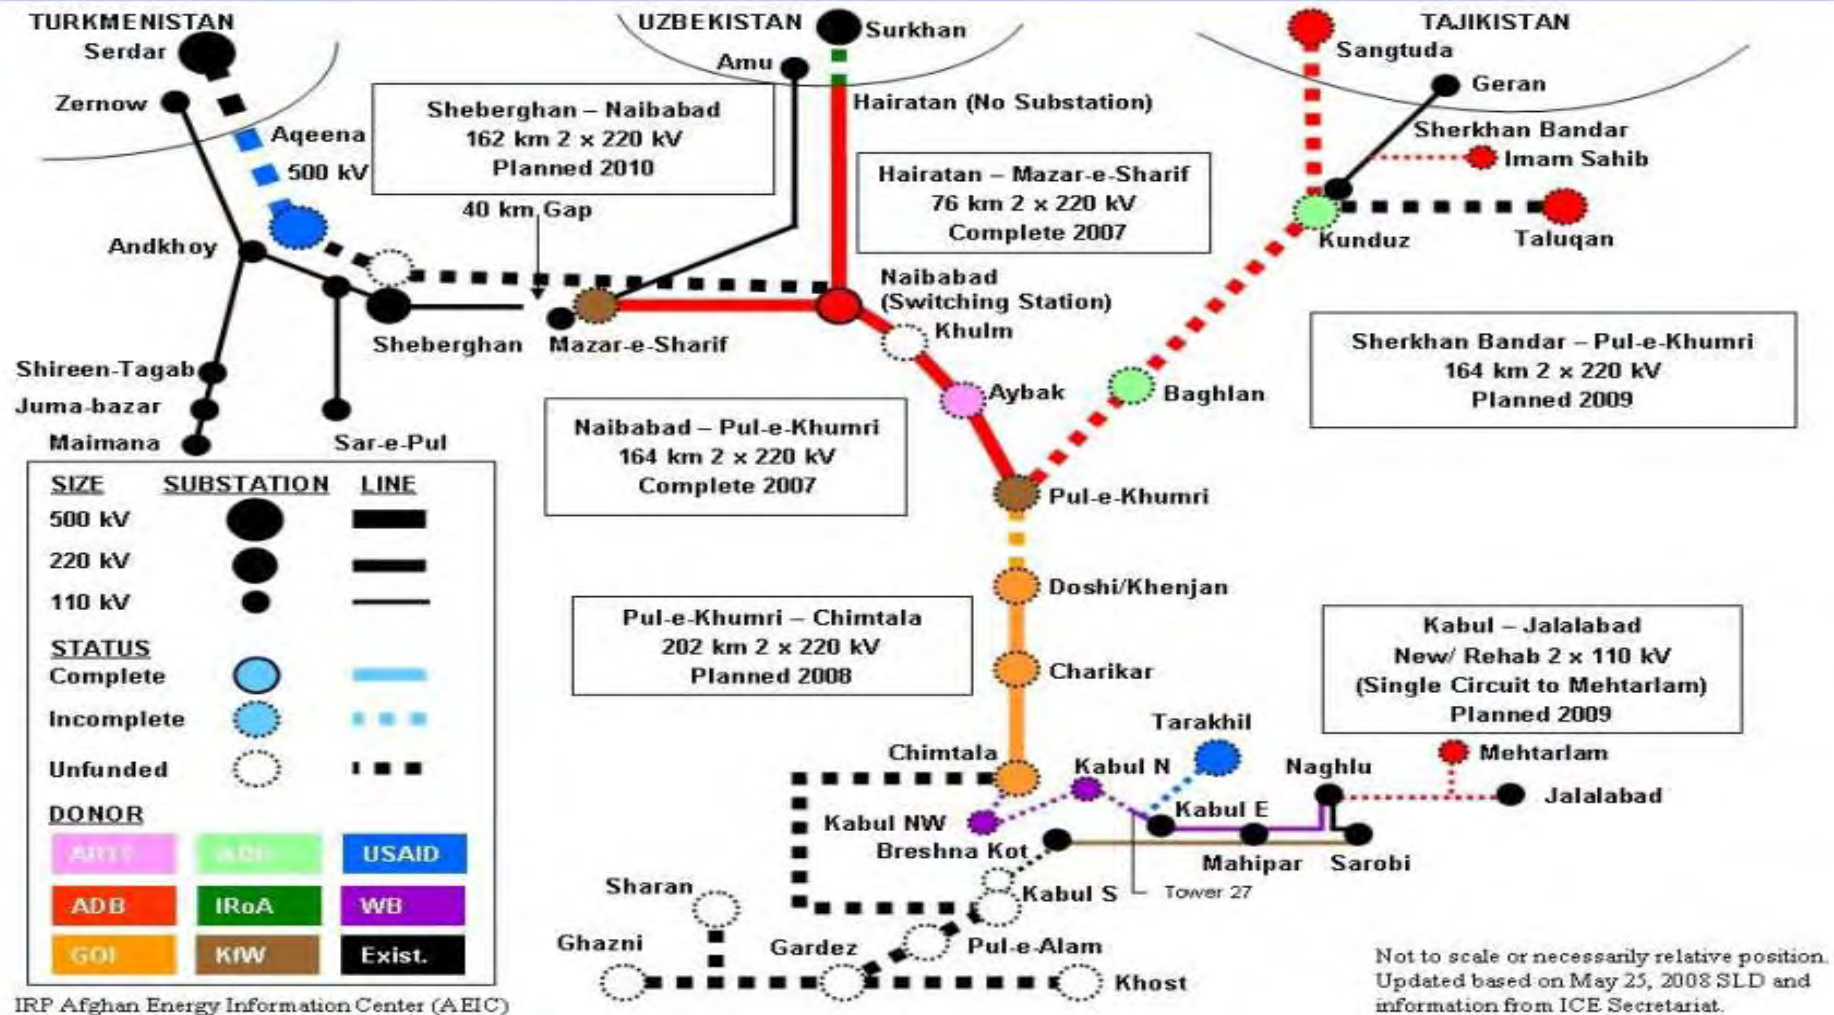 TURKMENISTAN
UZBEKISTAN
TAJIKISTAN
Serdar
Surkhan
Sangtuda
Amu
Zernow
Geran
Hairatan (No Substation)
Sheberghan – Naibabad
162 km 2 x 220 kV
Planned 2010
Aqeena
500 kV
Sherkhan Bandar
Imam Sahib
Hairatan – Mazar-e-Sharif
76 km 2 x 220 kV
Complete 2007
40 km Gap
Andkhoy
Kunduz
Taluqan
Naibabad
(Switching Station)
Khulm
Sheberghan
Mazar-e-Sharif
Sherkhan Bandar – Pul-e-Khumri
164 km 2 x 220 kV
Planned 2009
Shireen-Tagab
Juma-bazar
Maimana
Sar-e-Pul
Aybak
Baghlan
Naibabad – Pul-e-Khumri
164 km 2 x 220 kV
Complete 2007
Pul-e-Khumri
SIZE SUBSTATION LINE
500 kV
220 kV
110 kV
STATUS
Complete
Incomplete
Unfunded
DONOR
ARTF
USAID
ADB IRoA WB
GOI KfW Exist.
Doshi/Khenjan
Pul-e-Khumri – Chimtala
202 km 2 x 220 kV
Planned 2008
Charikar
Kabul – Jalalabad
New/ Rehab 2 x 110 kV
(Single Circuit to Mehtarlam)
Planned 2009
Tarakhil
Chimtala
Kabul N
Naghlu
Mehtarlam
Jalalabad
Kabul E
Kabul NW
Breshna Kot
Mahipar
Sarobi
Sharan
Kabul S
Tower 27
Ghazni
Gardez
Pul-e-Alam
Khost
Not to scale or necessarily relative position.
Updated based on May 25, 2008 SLD and
information from ICE Secretariat.
IRP Afghan Energy Information Center (AEIC)